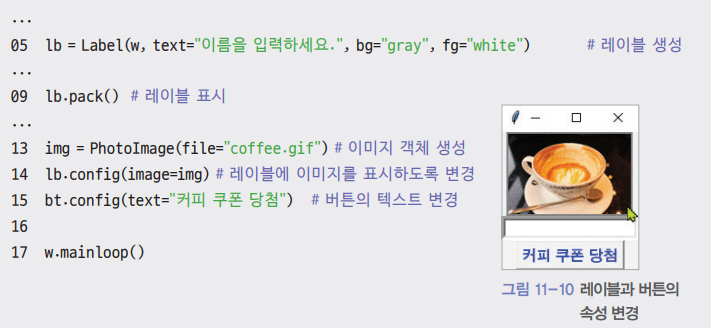 ...
05 lb = Label(w, text="이름을 입력하세요.", bg="gray", fg="white") # 레이블 생성
...
09 lb.pack() # 레이블 표시
...
13 img = PhotoImage(file="coffee.gif") # 이미지 객체 생성
14 lb.config(image=img) # 레이블에 이미지를 표시하도록 변경
15 bt.config(text="커피 쿠폰 당첨") # 버튼의 텍스트 변경
16
17 w.mainloop()
커피 쿠폰 당첨
그림 11-10 레이블과 버튼의
속성 변경